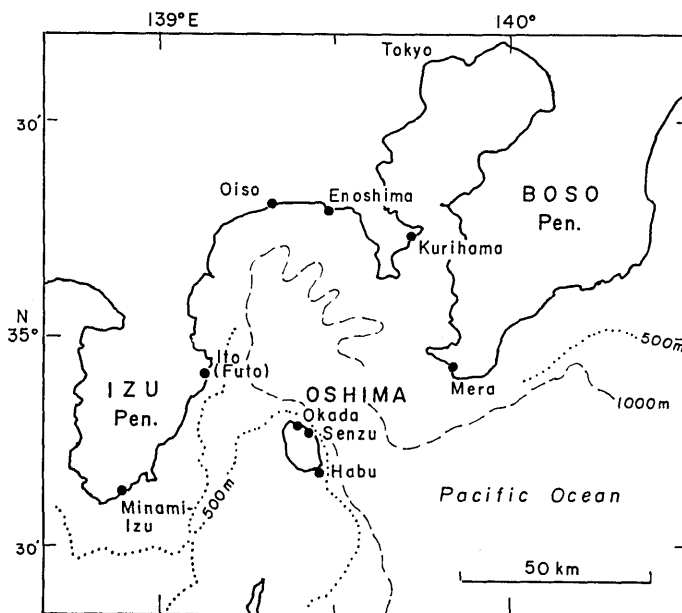 139°E
140°
Tokyo
30'
Oiso
Enoshima
BOSO
Pen.
Kurihama
N
35°
500m
Ito
(Futo)
IZU
Pen.
OSHIMA
Mera
1000m
Okada
Senzu
Habu
500m
Minami-
Izu
Pacific Ocean
30'
50 km